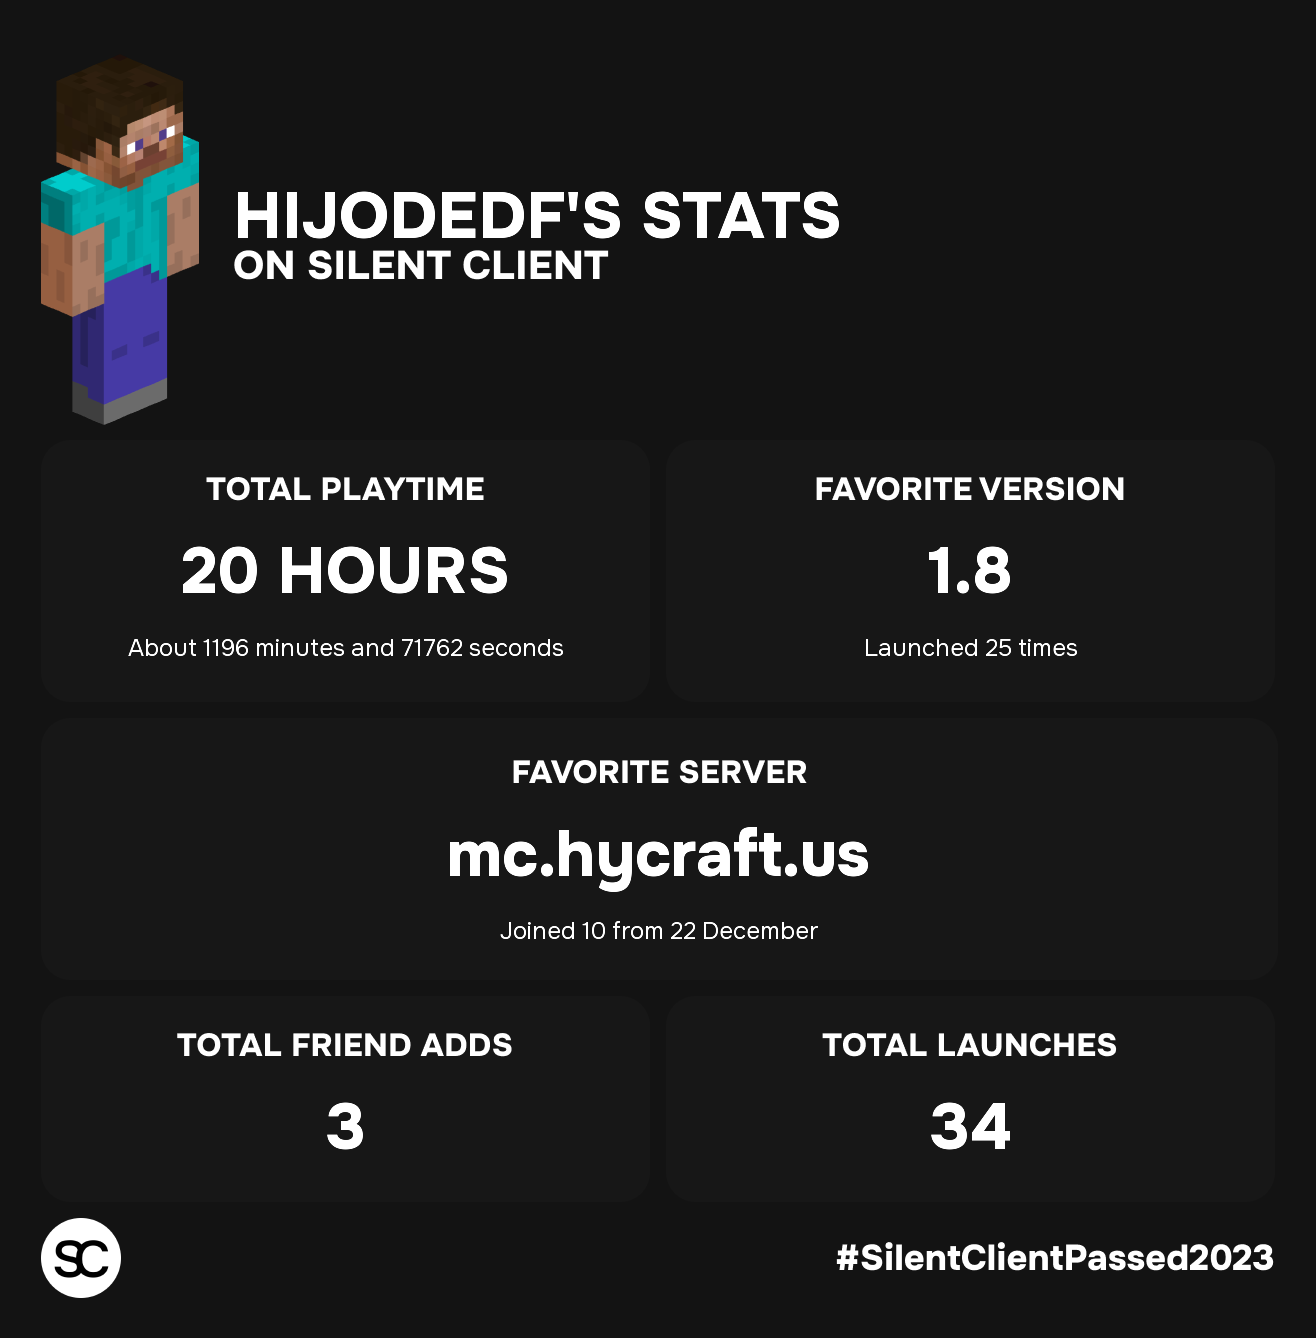 HIJODEDF'S STATS
ON SILENT CLIENT
TOTAL PLAYTIME
20 HOURS
About 1196 minutes and 71762 seconds
FAVORITE VERSION
1.8
Launched 25 times
FAVORITE SERVER
mc.hycraft.us
Joined 10 from 22 December
TOTAL FRIEND ADDS
3
TOTAL LAUNCHES
34
SC
#SilentClientPassed2023